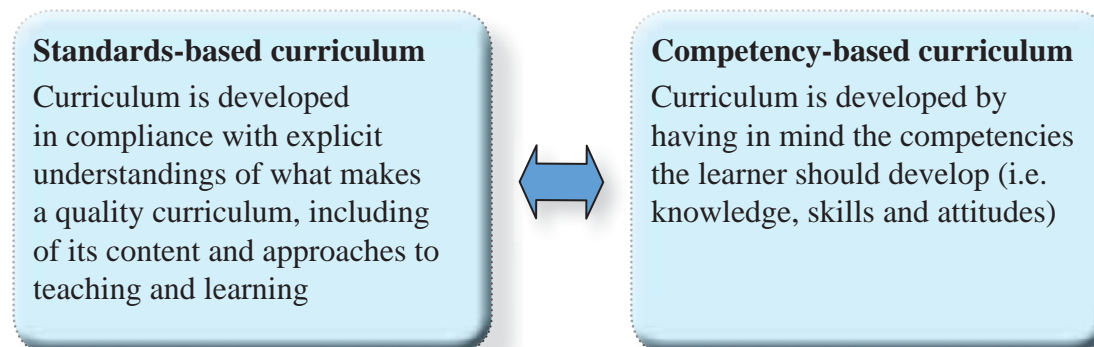 Standards-based curriculum
Curriculum is developed
in compliance with explicit
understandings of what makes
a quality curriculum, including
of its content and approaches to
teaching and learning
Competency-based curriculum
Curriculum is developed by
having in mind the competencies
the learner should develop (i.e.
knowledge, skills and attitudes)